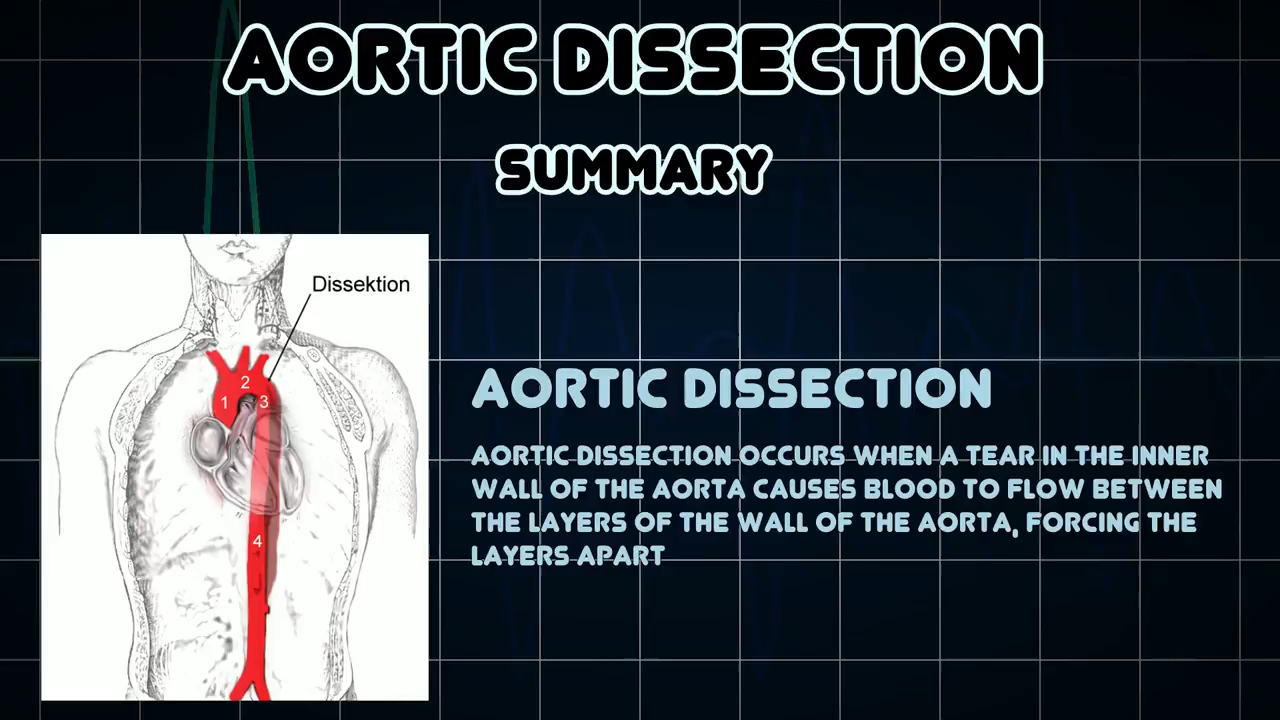 AORTIC DISSECTION
SUMMARY
Dissektion
2
1
3
4
AORTIC DISSECTION
AORTIC DISSECTION OCCURS WHEN A TEAR IN THE INNER
WALL OF THE AORTA CAUSES BLOOD TO FLOW BETWEEN
THE LAYERS OF THE WALL OF THE AORTA, FORCING THE
LAYERS APART